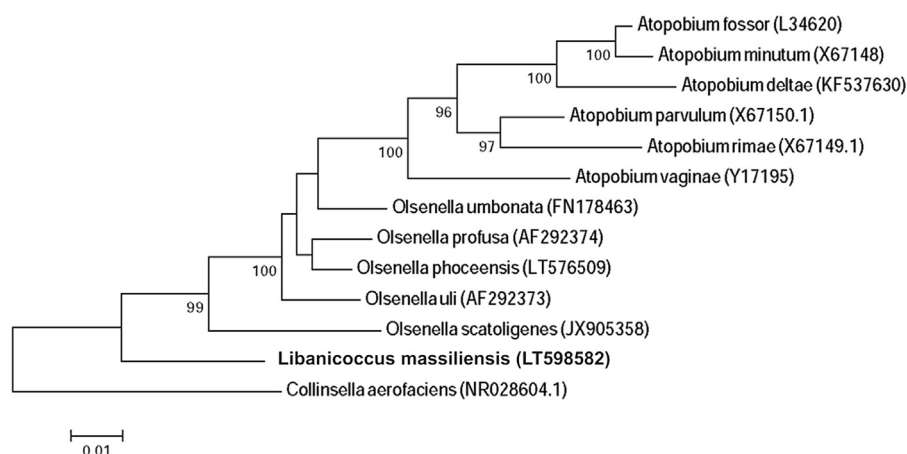 Atopobium fossor (L34620)
100
Atopobium minutum (X67148)
100
Atopobium deltae (KF537630)
96
Atopobium parvulum (X67150.1)
97
Atopobium rimae (X67149.1)
100
Atopobium vaginae (Y17195)
Olsenella umbonata (FN178463)
Olsenella profusa (AF292374)
100
Olsenella phoceensis (LT576509)
Olsenella uli (AF292373)
99
Olsenella scatoligenes (JX905358)
Libanicoccus massiliensis (LT598582)
Collinsella aerofaciens (NR028604.1)
0.01